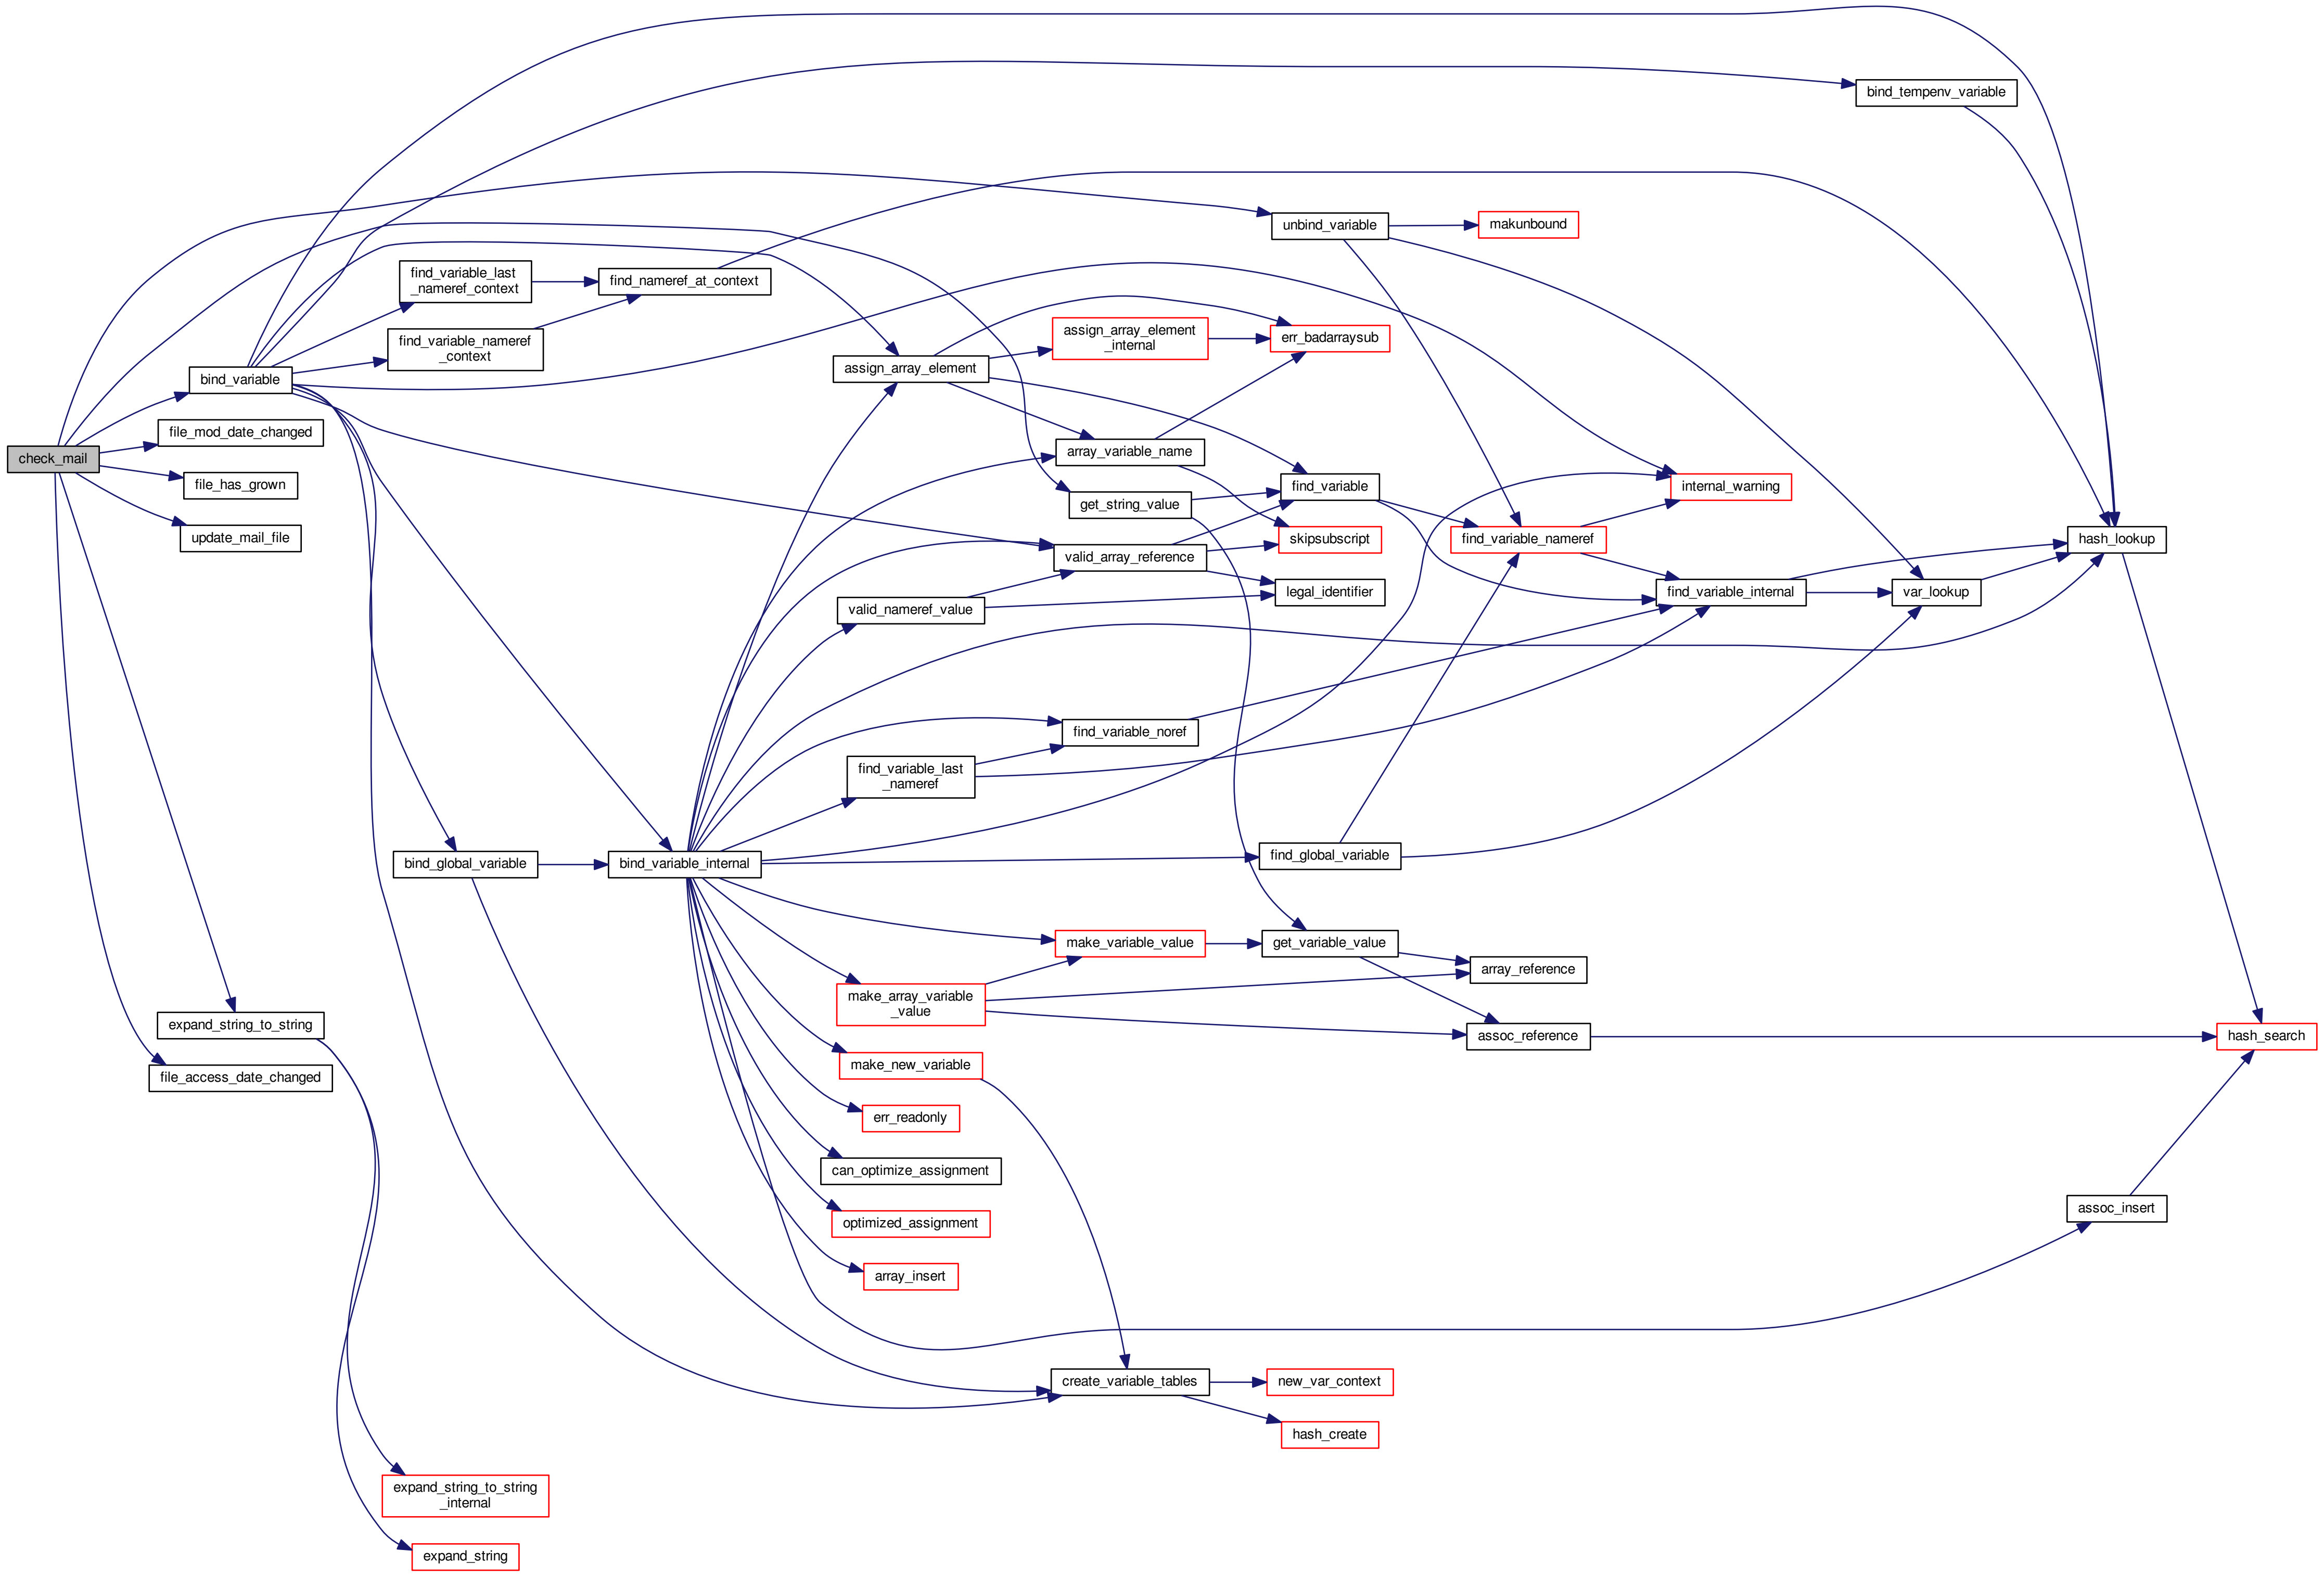 bind_tempenv_variable
unbind_variable
makunbound
find_variable_last
_nameref_context
find_nameref_at_context
assign_array_element
_internal
err_badarraysub
find_variable_nameref
_context
bind_variable
assign_array_element
file_mod_date_changed
check_mail
array_variable_name
file_has_grown
find_variable
internal_warning
get_string_value
update_mail_file
skipsubscript
find_variable_nameref
hash_lookup
valid_array_reference
legal_identifier
find_variable_internal
var_lookup
valid_nameref_value
find_variable_noref
find_variable_last
_nameref
bind_global_variable
bind_variable_internal
find_global_variable
make_variable_value
get_variable_value
array_reference
make_array_variable
_value
expand_string_to_string
assoc_reference
hash_search
make_new_variable
file_access_date_changed
err_readonly
can_optimize_assignment
assoc_insert
optimized_assignment
array_insert
create_variable_tables
new_var_context
hash_create
expand_string_to_string
_internal
expand_string